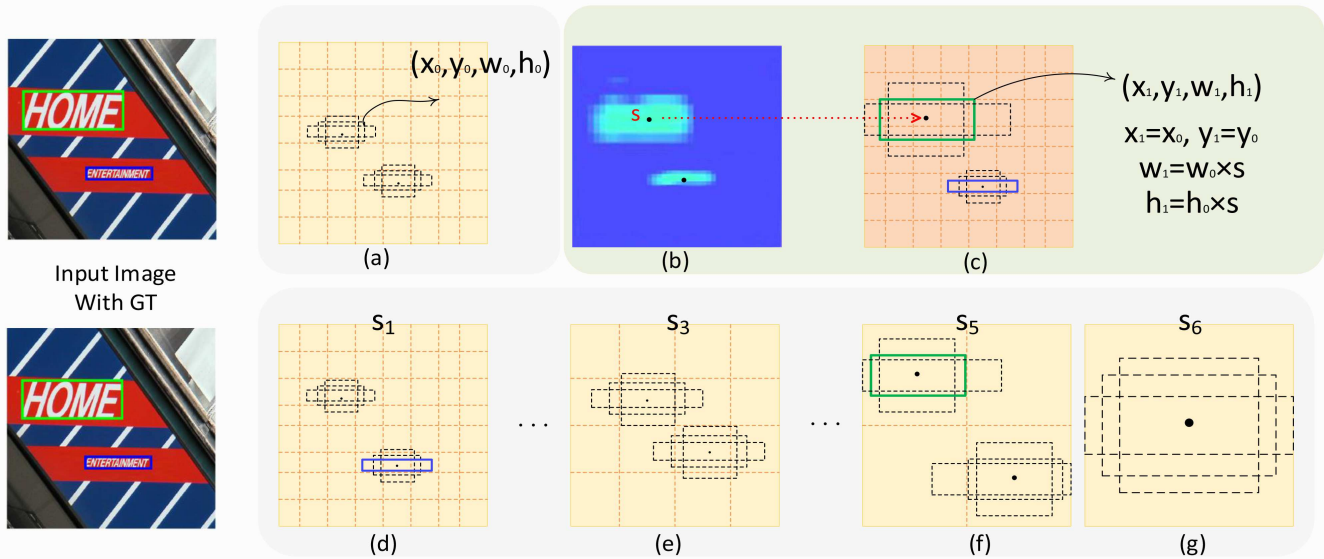 HOME
ENTERTAINMENT
Input Image
With GT
HOME
ENTERTAINMENT
(x₀,y₀,w₀,h₀)
(a)
s
(b)
(c)
(x₁,y₁,w₁,h₁)
x₁=x₀, y₁=y₀
w₁=w₀×s
h₁=h₀×s
s₁
(d)
. . .
s₃
(e)
. . .
s₅
(f)
s₆
(g)